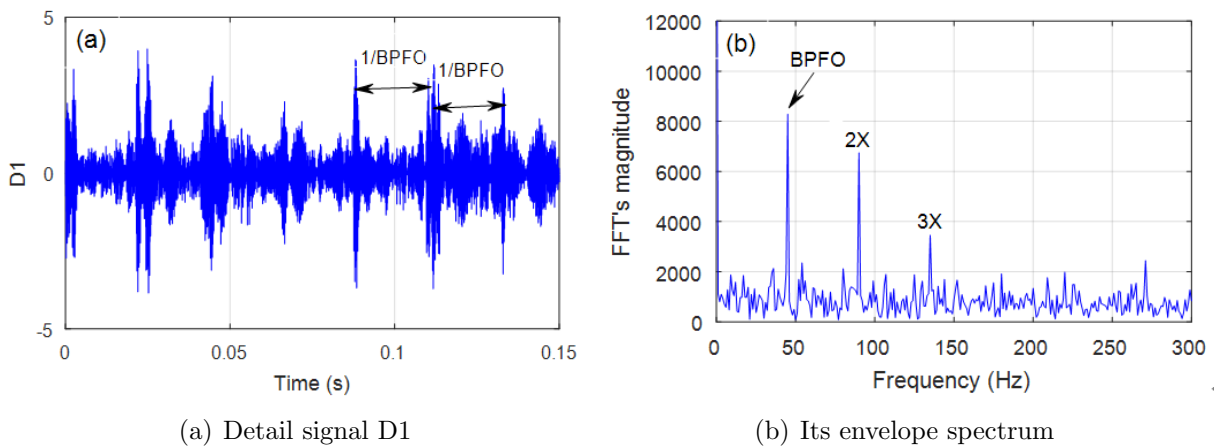 (a)
5
0
-5
D1
1/BPFO
1/BPFO
0
0.05
0.1
0.15
Time (s)
(b)
12000
10000
8000
6000
4000
2000
0
FFT's magnitude
BPFO
2X
3X
0
50
100
150
200
250
300
Frequency (Hz)
(a) Detail signal D1
(b) Its envelope spectrum